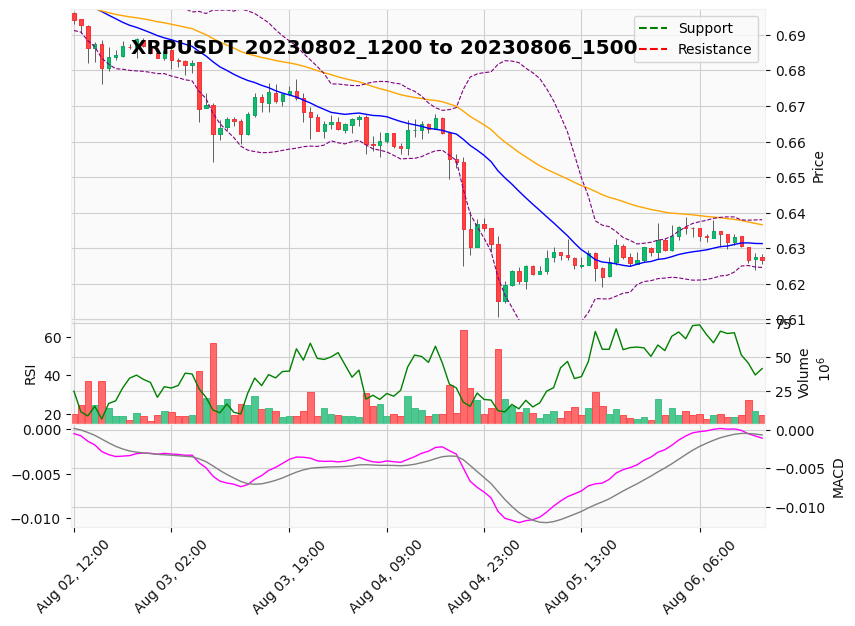 XRPUSDT 20230802_1200 to 20230806_1500
Support
Resistance
0.69
0.68
0.67
0.66
0.65
0.64
0.63
0.62
0.61
Price
60
40
20
RSI
75
50
25
Volume
10^6
0.000
−0.005
−0.010
0.000
−0.005
−0.010
MACD
Aug 02, 12:00
Aug 03, 02:00
Aug 03, 19:00
Aug 04, 09:00
Aug 04, 23:00
Aug 05, 13:00
Aug 06, 06:00